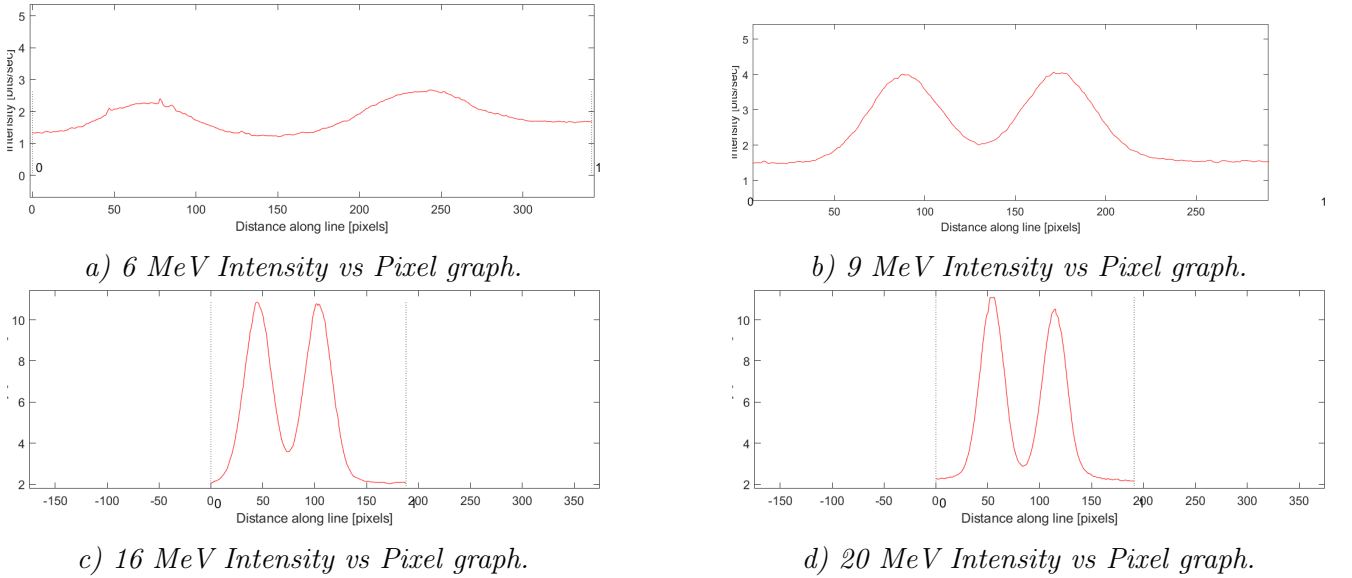 5
4
3
2
1
0
0
1
0 50 100 150 200 250 300
Distance along line [pixels]
a) 6 MeV Intensity vs Pixel graph.
5
4
3
2
1
0
1
50 100 150 200 250
Distance along line [pixels]
b) 9 MeV Intensity vs Pixel graph.
10
8
6
4
2
-150 -100 -50 0 50 100 150 200 250 300 350
0
Distance along line [pixels]
c) 16 MeV Intensity vs Pixel graph.
10
8
6
4
2
-150 -100 -50 0 50 100 150 200 250 300 350
0
Distance along line [pixels]
d) 20 MeV Intensity vs Pixel graph.